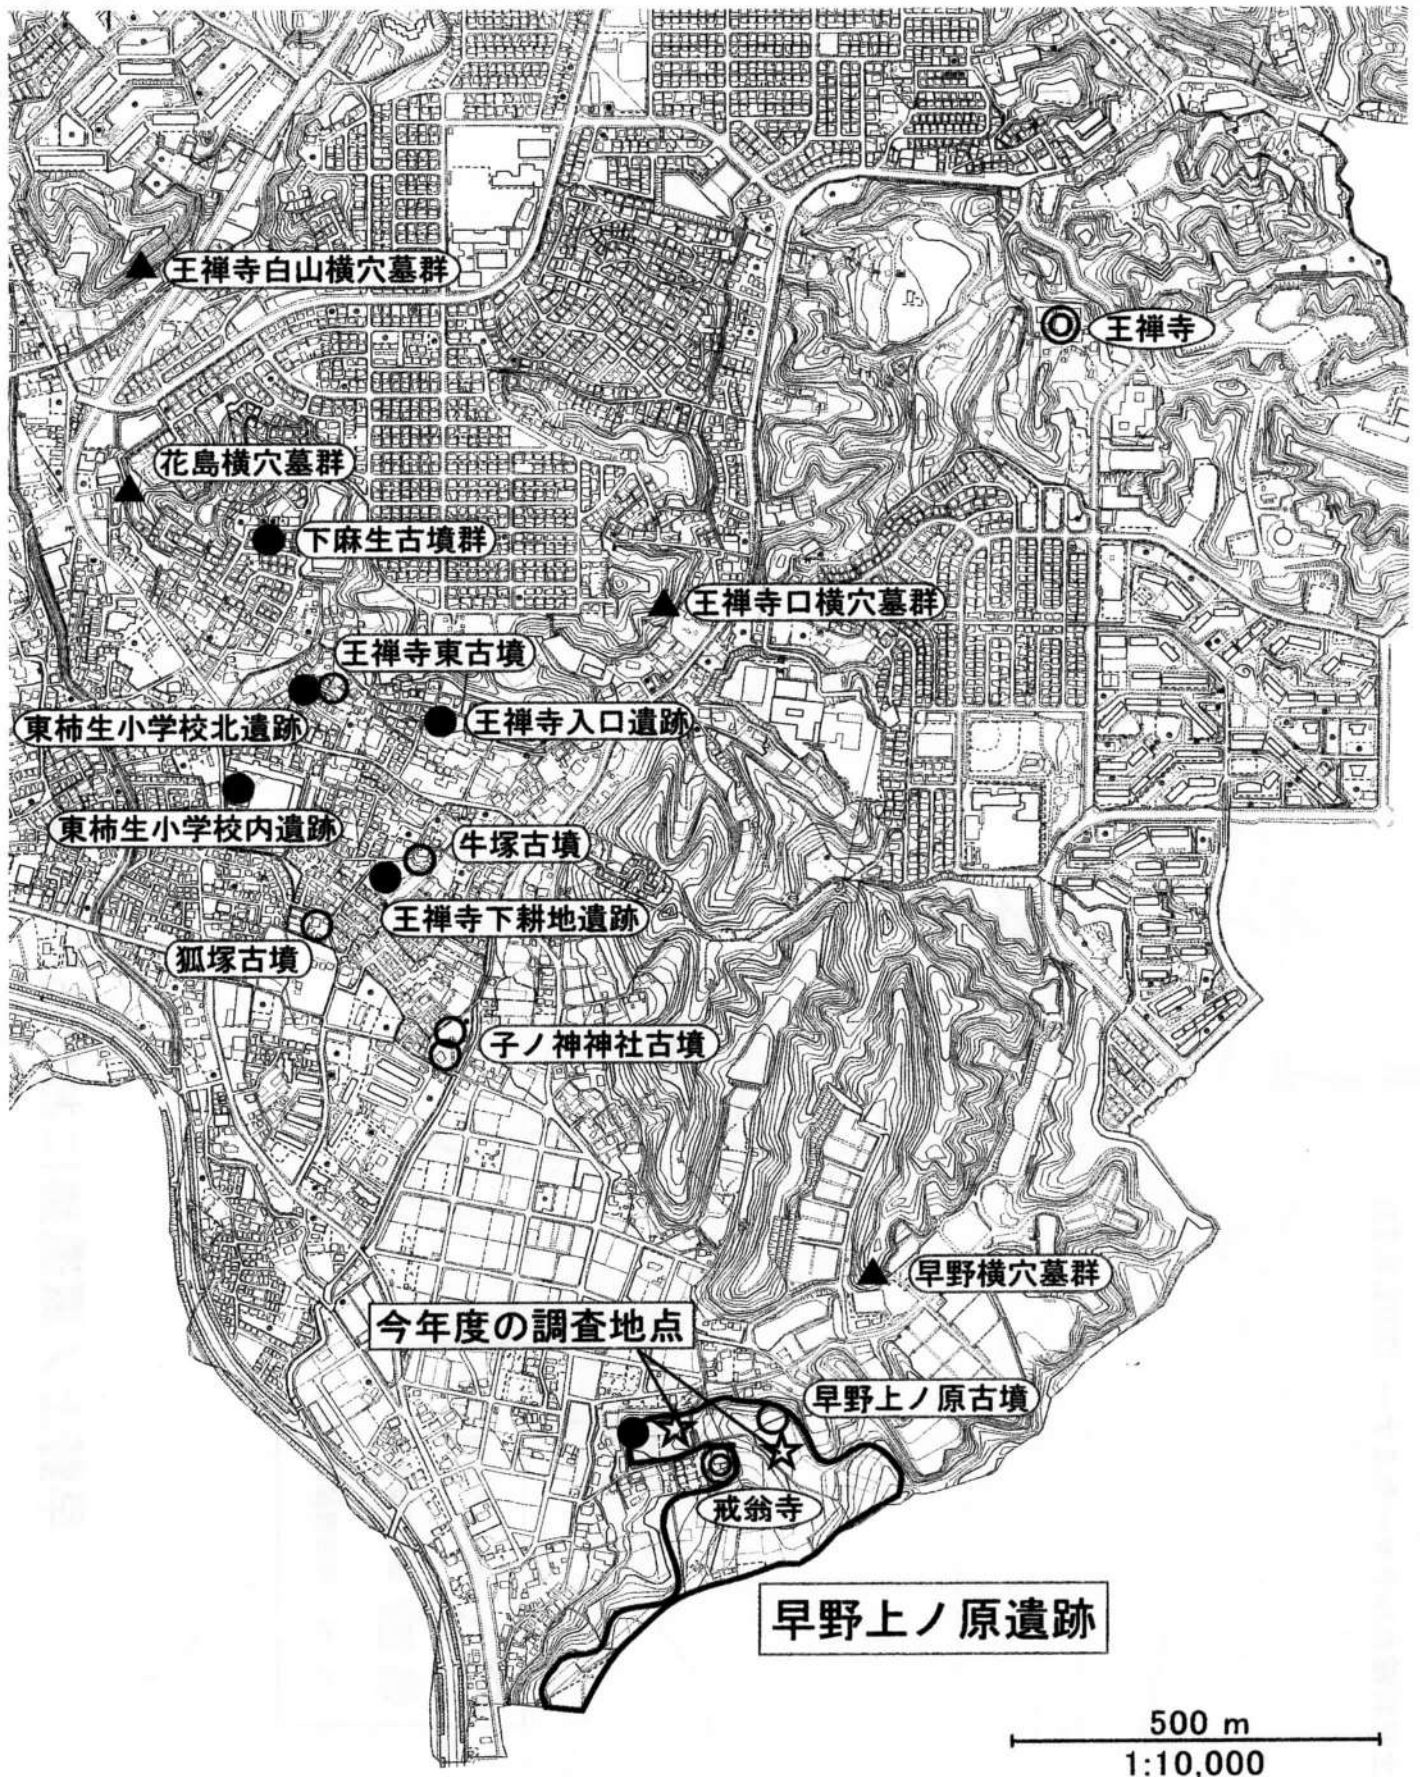 王禅寺白山横穴墓群
王禅寺
花島横穴墓群
下麻生古墳群
王禅寺口横穴墓群
王禅寺東古墳
東柿生小学校北遺跡
王禅寺入口遺跡
東柿生小学校内遺跡
牛塚古墳
王禅寺下耕地遺跡
狐塚古墳
子ノ神神社古墳
早野横穴墓群
今年度の調査地点
早野上ノ原古墳
戒翁寺
早野上ノ原遺跡
500 m
1:10,000